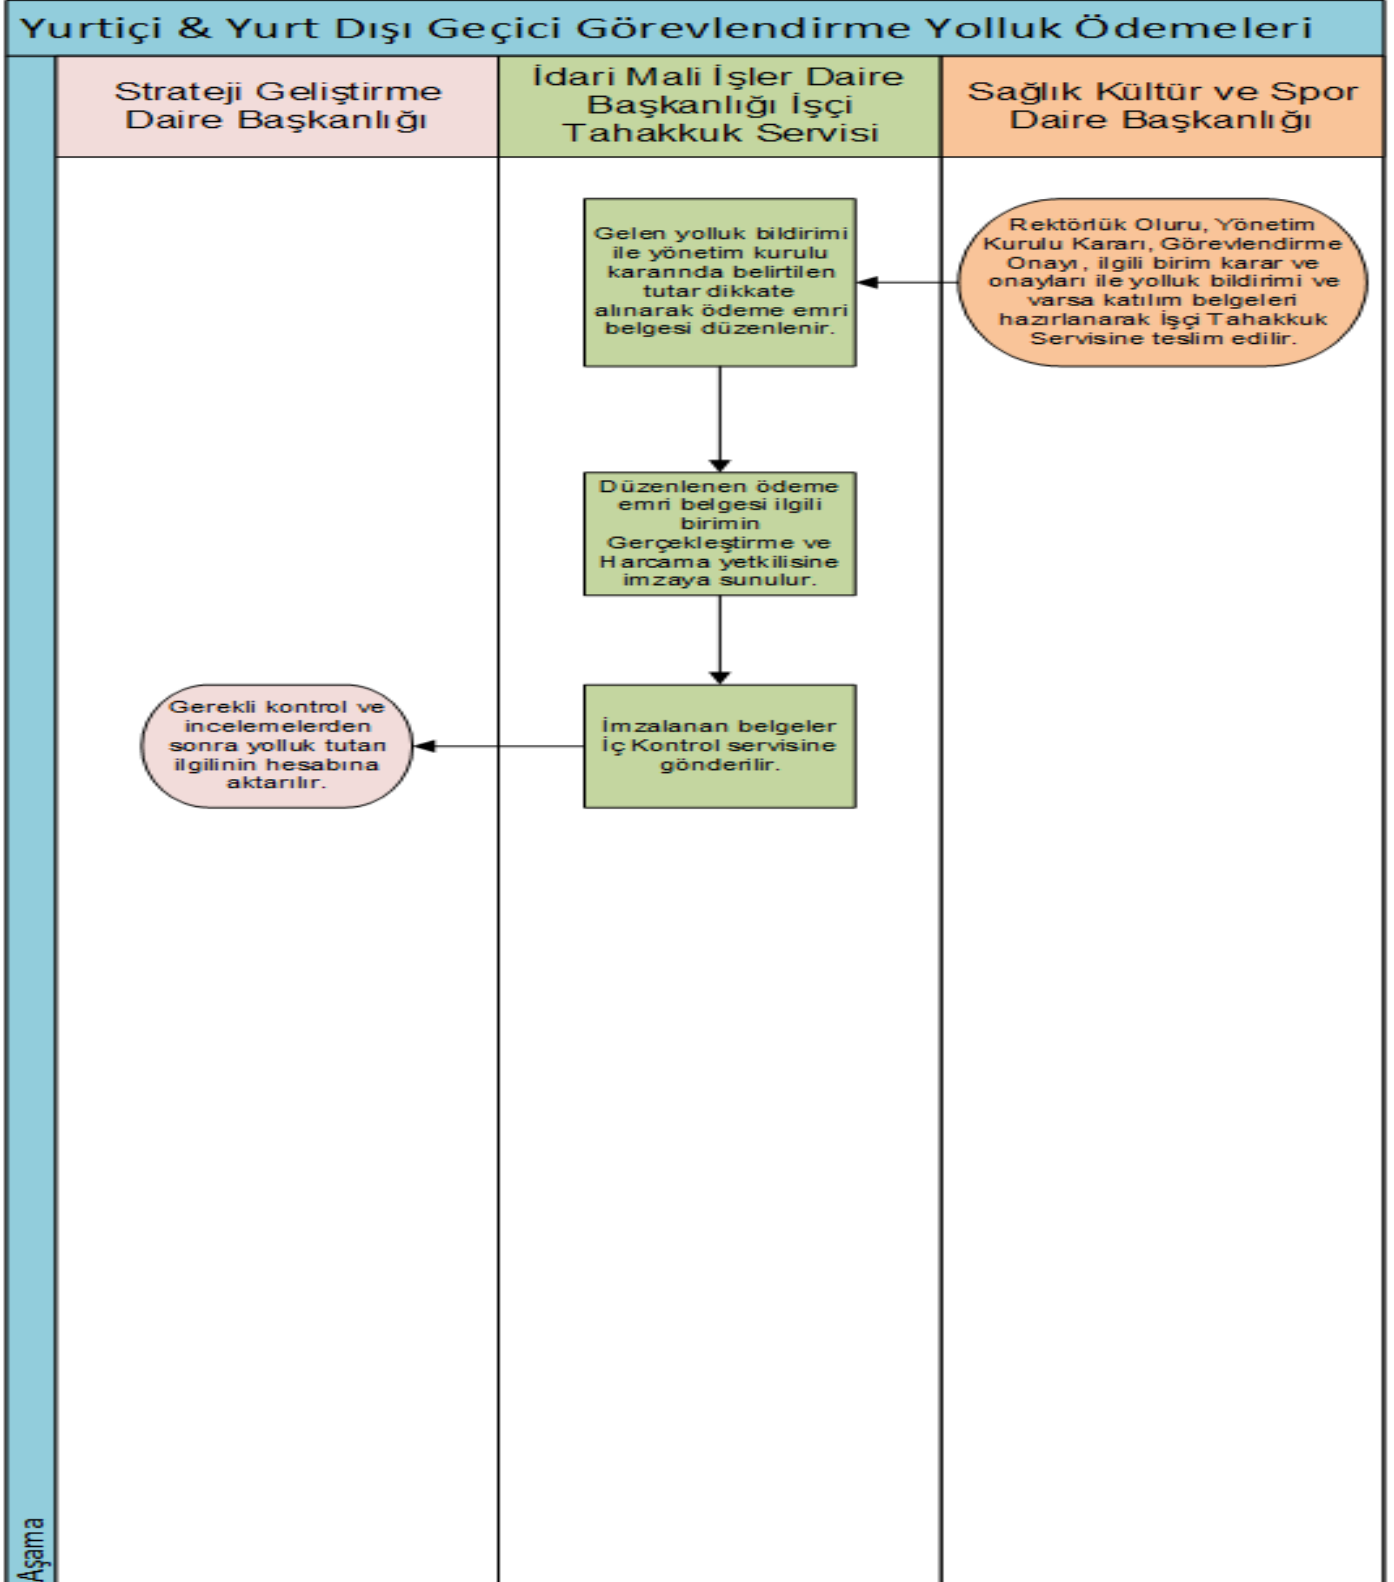 Yurtiçi & Yurt Dışı Geçici Görevlendirme Yolluk Ödemeleri
Strateji Geliştirme
Daire Başkanlığı
İdari Mali İşler Daire
Başkanlığı İşçi
Tahakkuk Servisi
Sağlık Kültür ve Spor
Daire Başkanlığı
Rektörlük Oluru, Yönetim
Kurulu Kararı, Görevlendirme
Onayı, ilgili birim karar ve
onayları ile yolluk bildirimi ve
varsa katılım belgeleri
hazırlanarak İşçi Tahakkuk
Servisine teslim edilir.
Gelen yolluk bildirimi
ile yönetim kurulu
kararında belirtilen
tutar dikkate
alınarak ödeme emri
belgesi düzenlenir.
Düzenlenen ödeme
emri belgesi ilgili
birimin
Gerçekleştirme ve
Harcama yetkilisine
imzaya sunulur.
İmzalanan belgeler
İç Kontrol servisine
gönderilir.
Gerekli kontrol ve
incelemelerden
sonra yolluk tutarı
ilgilinin hesabına
aktarılır.
Aşama